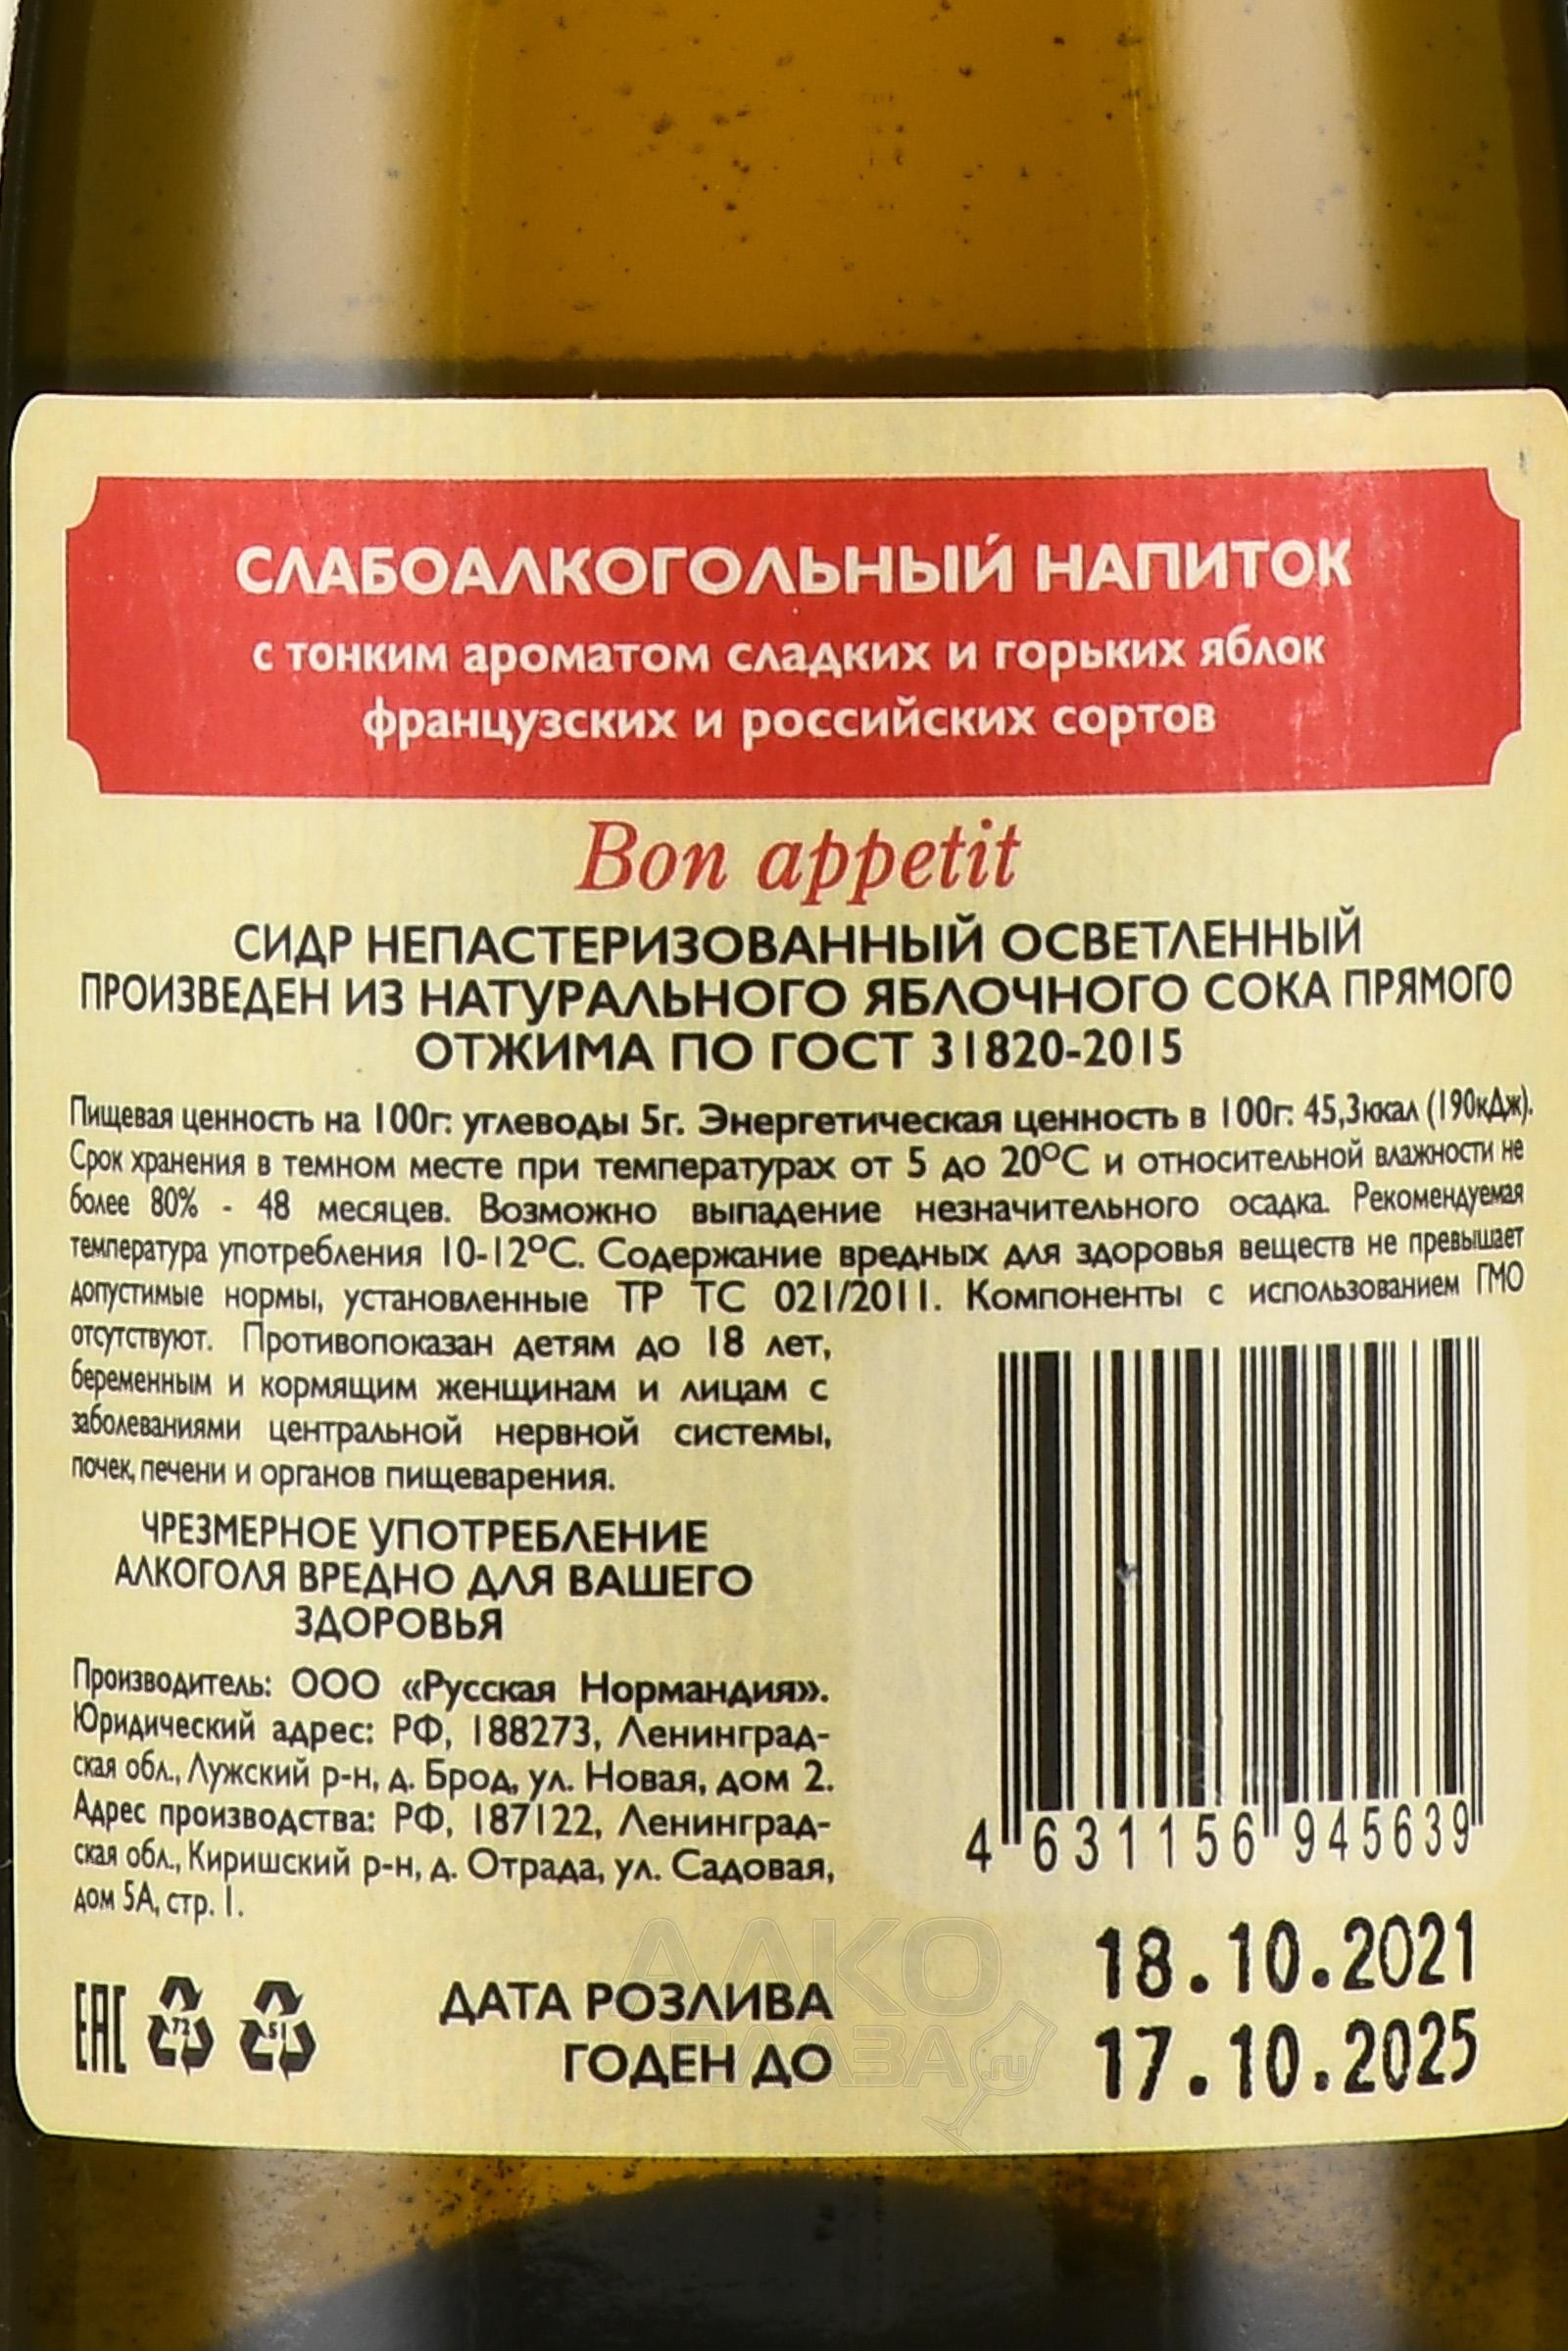 СЛАБОАЛКОГОЛЬНЫЙ НАПИТОК
с тонким ароматом сладких и горьких яблок
французских и российских сортов
Bon appetit
СИДР НЕПАСТЕРИЗОВАННЫЙ ОСВЕТЛЕННЫЙ
ПРОИЗВЕДЕН ИЗ НАТУРАЛЬНОГО ЯБЛОЧНОГО СОКА ПРЯМОГО
ОТЖИМА ПО ГОСТ 31820-2015
Пищевая ценность на 100г: углеводы 5г. Энергетическая ценность в 100г: 45,3ккал (190кДж).
Срок хранения в темном месте при температурах от 5 до 20°С и относительной влажности не
более 80% - 48 месяцев. Возможно выпадение незначительного осадка. Рекомендуемая
температура употребления 10-12°С. Содержание вредных для здоровья веществ не превышает
допустимые нормы, установленные ТР ТС 021/2011. Компоненты с использованием ГМО
отсутствуют. Противопоказан детям до 18 лет,
беременным и кормящим женщинам и лицам с
заболеваниями центральной нервной системы,
почек, печени и органов пищеварения.
ЧРЕЗМЕРНОЕ УПОТРЕБЛЕНИЕ
АЛКОГОЛЯ ВРЕДНО ДЛЯ ВАШЕГО
ЗДОРОВЬЯ
Производитель: ООО «Русская Нормандия».
Юридический адрес: РФ, 188273, Ленинград-
ская обл., Лужский р-н, д. Брод, ул. Новая, дом 2.
Адрес производства: РФ, 187122, Ленинград-
ская обл., Киришский р-н, д. Отрада, ул. Садовая,
дом 5А, стр. 1.
4 631156 945639
EAC
ДАТА РОЗЛИВА 18.10.2021
ГОДЕН ДО 17.10.2025
АЛКО
ПЛАЗА .ru